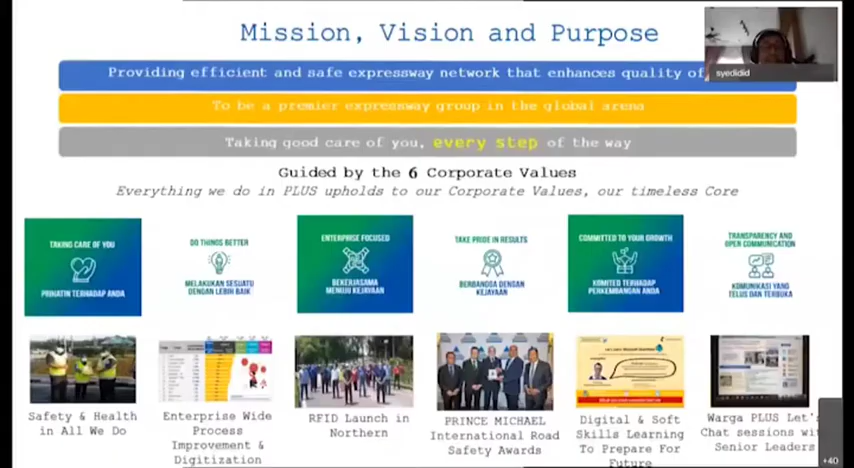 Mission, Vision and Purpose
syedidid
Providing efficient and safe expressway network that enhances quality of
To be a premier expressway group in the global arena
Taking good care of you, every step of the way
Guided by the 6 Corporate Values
Everything we do in PLUS upholds to our Corporate Values, our timeless Core
TAKING CARE OF YOU
PRIHATIN TERHADAP ANDA
DO THINGS BETTER
MELAKUKAN SESUATU
DENGAN LEBIH BAIK
ENTERPRISE FOCUSED
BEKERJASAMA
MENUJU KEJAYAAN
TAKE PRIDE IN RESULTS
BERBANGGA DENGAN
KEJAYAAN
COMMITTED TO YOUR GROWTH
KOMITED TERHADAP
PERKEMBANGAN ANDA
TRANSPARENCY AND
OPEN COMMUNICATION
KOMUNIKASI YANG
TELUS DAN TERBUKA
Safety & Health
in All We Do
Enterprise Wide
Process
Improvement &
Digitization
RFID Launch in
Northern
PRINCE MICHAEL
International Road
Safety Awards
Digital & Soft
Skills Learning
To Prepare For
Future
Warga PLUS Let's
Chat sessions wit
Senior Leaders
+40